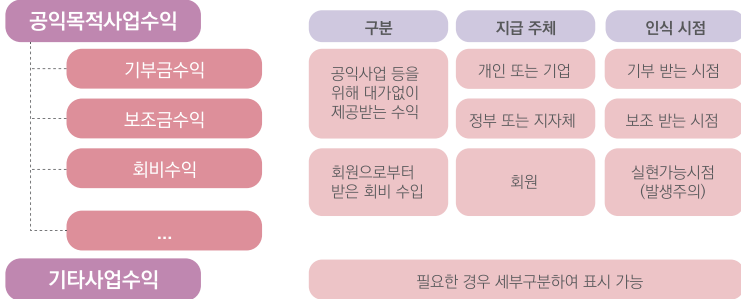 공익목적사업수익
구분
지급 주체
인식 시점
기부금수익
공익사업 등을
위해 대가없이
제공받는 수익
개인 또는 기업
기부 받는 시점
보조금수익
정부 또는 지자체
보조 받는 시점
회비수익
회원으로부터
받은 회비 수입
회원
실현가능시점
(발생주의)
...
기타사업수익
필요한 경우 세부구분하여 표시 가능